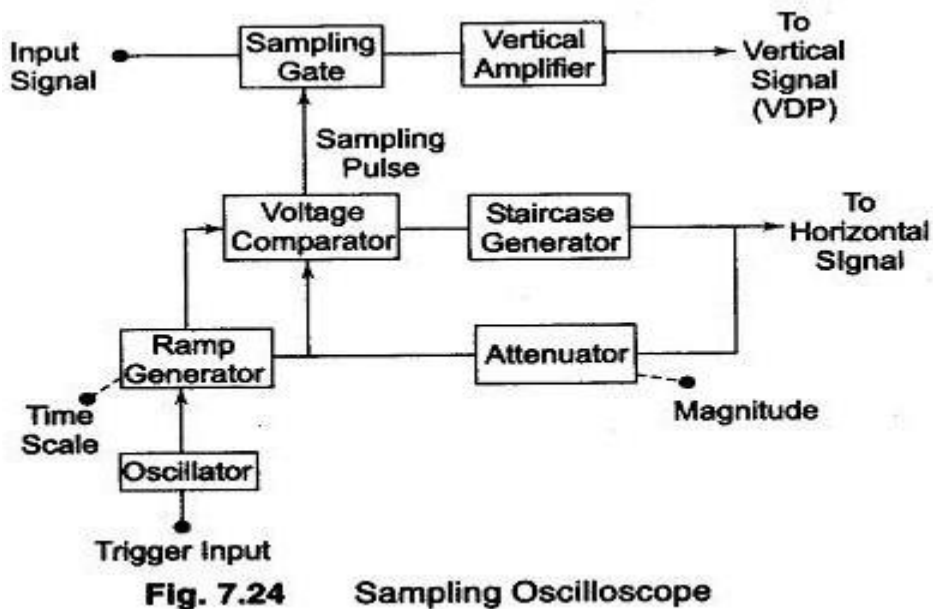 Input
Signal
Sampling
Gate
Vertical
Amplifier
To
Vertical
Signal
(VDP)
Sampling
Pulse
Voltage
Comparator
Staircase
Generator
To
Horizontal
SIgnal
Ramp
Generator
Attenuator
Time
Scale
Magnitude
Oscillator
Trigger Input
Fig. 7.24 Sampling Oscilloscope